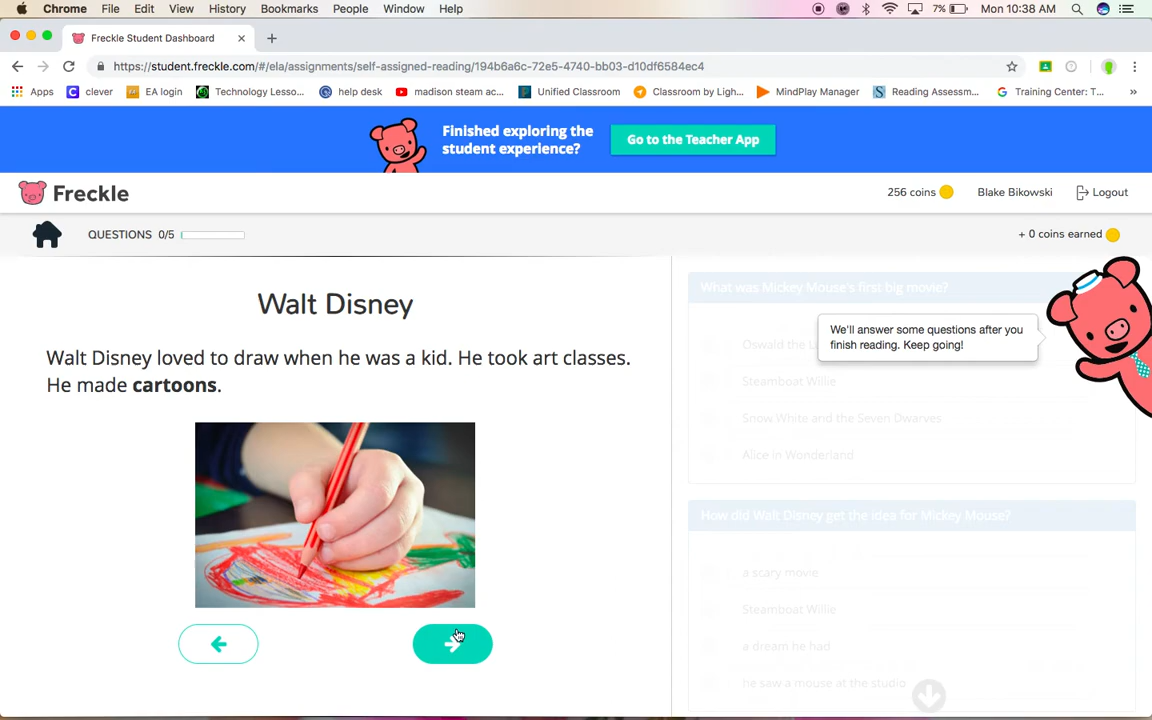 Chrome File Edit View History Bookmarks People Window Help 7% Mon 10:38 AM
Freckle Student Dashboard
https://student.freckle.com/#/ela/assignments/self-assigned-reading/194b6a6c-72e5-4740-bb03-d10df6584ec4
Apps clever EA login Technology Lesso... help desk madison steam ac... Unified Classroom Classroom by Ligh... MindPlay Manager Reading Assessm... Training Center: T... »
Finished exploring the
student experience?
Go to the Teacher App
Freckle 256 coins Blake Bikowski Logout
QUESTIONS 0/5 + 0 coins earned
Walt Disney
Walt Disney loved to draw when he was a kid. He took art classes.
He made cartoons.
What was Mickey Mouse's first big movie?
We'll answer some questions after you
finish reading. Keep going!
Oswald the
Steamboat Willie
Snow White and the Seven Dwarves
Alice in Wonderland
How did Walt Disney get the idea for Mickey Mouse?
a scary movie
Steamboat Willie
a dream he had
he saw a mouse at the studio